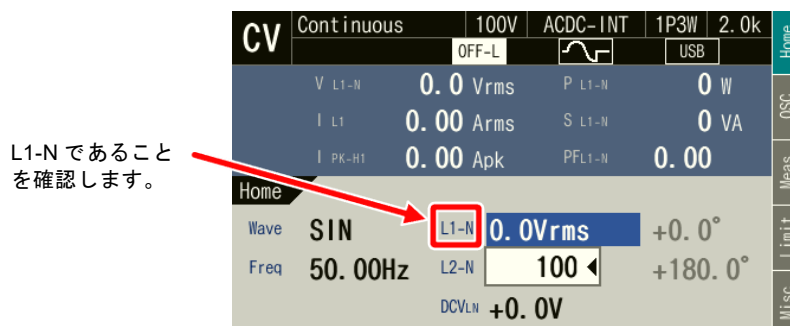 CV Continuous 100V ACDC-INT 1P3W 2.0k
OFF-L USB
V L1-N 0.0 Vrms P L1-N 0 W
I L1 0.00 Arms S L1-N 0 VA
I PK-H1 0.00 Apk PFL1-N 0.00
L1-N であること
を確認します。
Home
Wave SIN L1-N 0.0Vrms +0.0°
Freq 50.00Hz L2-N 100 +180.0°
DCVLN +0.0V
Home
OSC
Meas
Limit
Misc